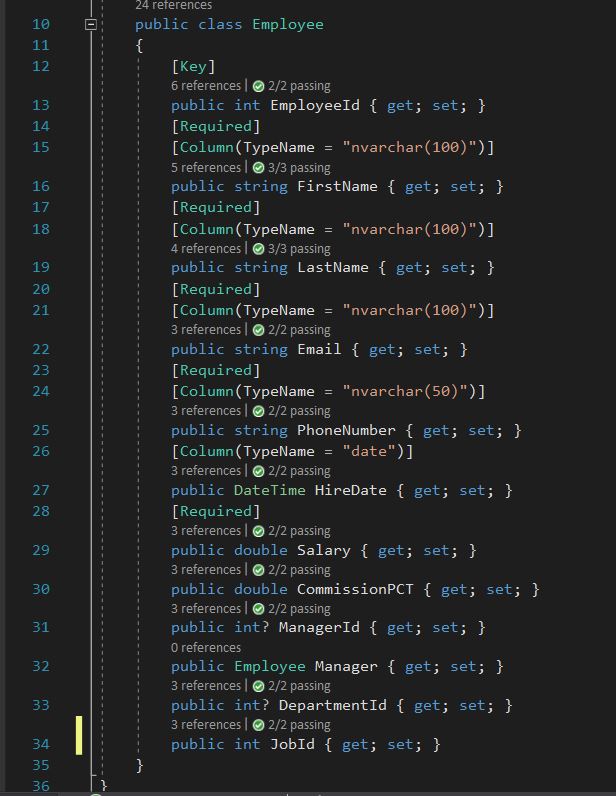 24 references
10 public class Employee
11 {
12 [Key]
6 references | 2/2 passing
13 public int EmployeeId { get; set; }
14 [Required]
15 [Column(TypeName = "nvarchar(100)")]
5 references | 3/3 passing
16 public string FirstName { get; set; }
17 [Required]
18 [Column(TypeName = "nvarchar(100)")]
4 references | 3/3 passing
19 public string LastName { get; set; }
20 [Required]
21 [Column(TypeName = "nvarchar(100)")]
3 references | 2/2 passing
22 public string Email { get; set; }
23 [Required]
24 [Column(TypeName = "nvarchar(50)")]
3 references | 2/2 passing
25 public string PhoneNumber { get; set; }
26 [Column(TypeName = "date")]
3 references | 2/2 passing
27 public DateTime HireDate { get; set; }
28 [Required]
3 references | 2/2 passing
29 public double Salary { get; set; }
3 references | 2/2 passing
30 public double CommissionPCT { get; set; }
3 references | 2/2 passing
31 public int? ManagerId { get; set; }
0 references
32 public Employee Manager { get; set; }
3 references | 2/2 passing
33 public int? DepartmentId { get; set; }
3 references | 2/2 passing
34 public int JobId { get; set; }
35 }
36 }